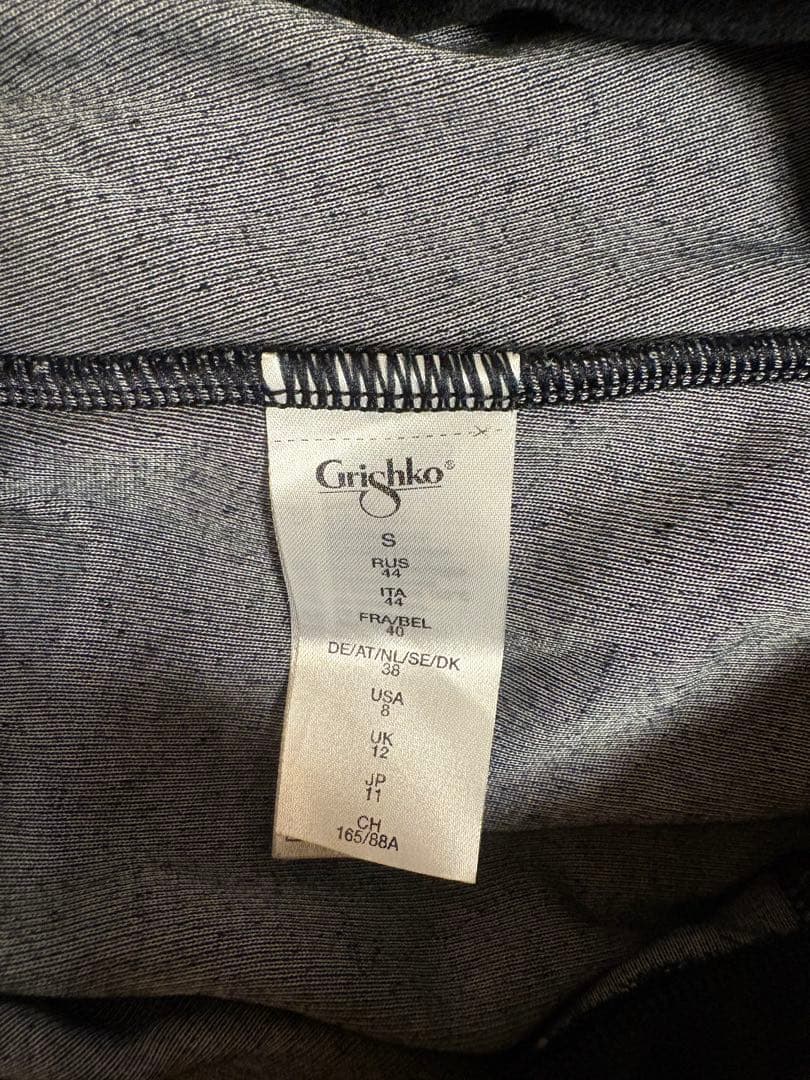 Grishko®
S
RUS
44
ITA
44
FRA/BEL
40
DE/AT/NL/SE/DK
38
USA
8
UK
12
JP
11
CH
165/88A